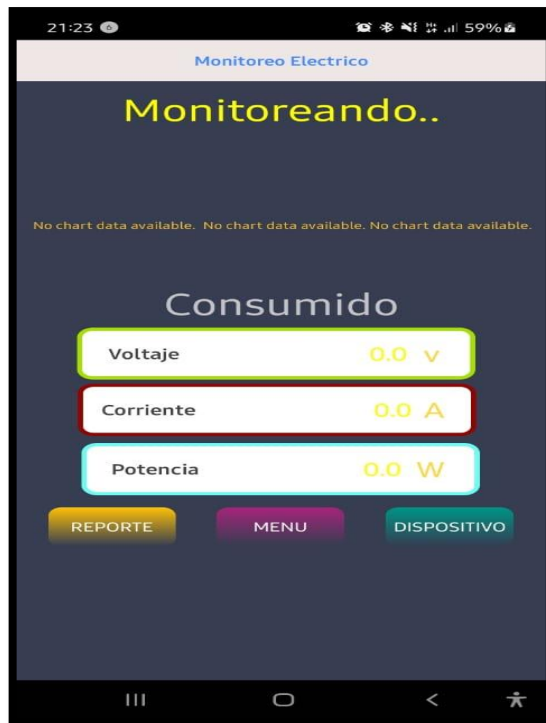 21:23 6 59%
Monitoreo Electrico
Monitoreando..
No chart data available. No chart data available. No chart data available.
Consumido
Voltaje 0.0 v
Corriente 0.0 A
Potencia 0.0 W
REPORTE MENU DISPOSITIVO